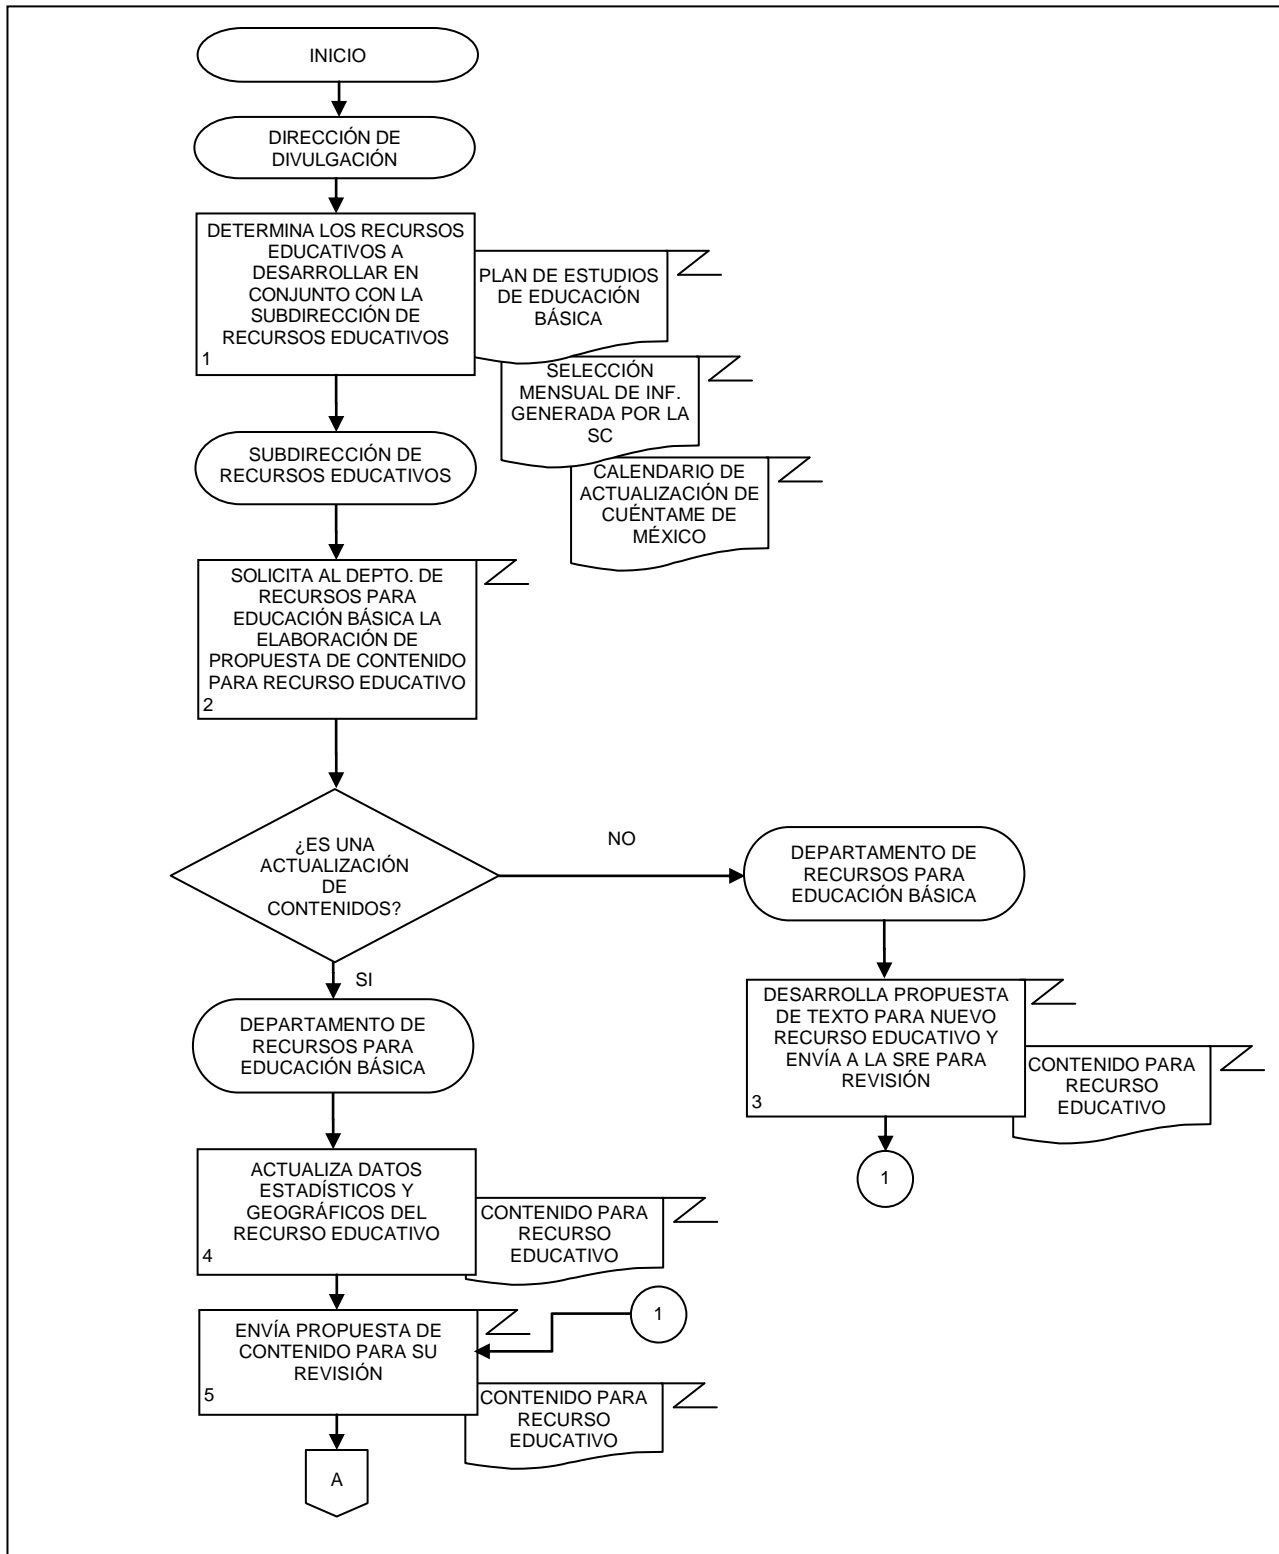 INICIO
DIRECCIÓN DE
DIVULGACIÓN
DETERMINA LOS RECURSOS
EDUCATIVOS A
DESARROLLAR EN
CONJUNTO CON LA
SUBDIRECCIÓN DE
RECURSOS EDUCATIVOS
1
PLAN DE ESTUDIOS
DE EDUCACIÓN
BÁSICA
SELECCIÓN
MENSUAL DE INF.
GENERADA POR LA
SC
CALENDARIO DE
ACTUALIZACIÓN DE
CUÉNTAME DE
MÉXICO
SUBDIRECCIÓN DE
RECURSOS EDUCATIVOS
SOLICITA AL DEPTO. DE
RECURSOS PARA
EDUCACIÓN BÁSICA LA
ELABORACIÓN DE
PROPUESTA DE CONTENIDO
PARA RECURSO EDUCATIVO
2
¿ES UNA
ACTUALIZACIÓN
DE
CONTENIDOS?
NO
DEPARTAMENTO DE
RECURSOS PARA
EDUCACIÓN BÁSICA
DESARROLLA PROPUESTA
DE TEXTO PARA NUEVO
RECURSO EDUCATIVO Y
ENVÍA A LA SRE PARA
REVISIÓN
3
CONTENIDO PARA
RECURSO
EDUCATIVO
1
SI
DEPARTAMENTO DE
RECURSOS PARA
EDUCACIÓN BÁSICA
ACTUALIZA DATOS
ESTADÍSTICOS Y
GEOGRÁFICOS DEL
RECURSO EDUCATIVO
4
CONTENIDO PARA
RECURSO
EDUCATIVO
1
ENVÍA PROPUESTA DE
CONTENIDO PARA SU
REVISIÓN
5
CONTENIDO PARA
RECURSO
EDUCATIVO
A